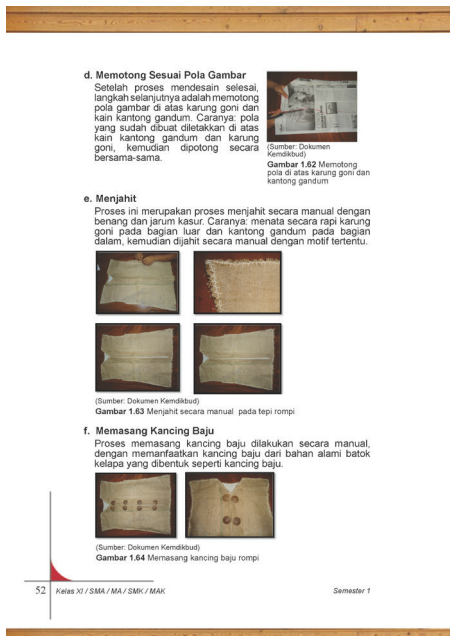 d. Memotong Sesuai Pola Gambar
Setelah proses mendesain selesai,
langkah selanjutnya adalah memotong
pola gambar di atas karung goni dan
kain kantong gandum. Caranya: pola
yang sudah dibuat diletakkan di atas
kain kantong gandum dan karung
goni, kemudian dipotong secara
bersama-sama.
(Sumber: Dokumen
Kemdikbud)
Gambar 1.62 Memotong
pola di atas karung goni dan
kantong gandum
e. Menjahit
Proses ini merupakan proses menjahit secara manual dengan
benang dan jarum kasur. Caranya: menata secara rapi karung
goni pada bagian luar dan kantong gandum pada bagian
dalam, kemudian dijahit secara manual dengan motif tertentu.
(Sumber: Dokumen Kemdikbud)
Gambar 1.63 Menjahit secara manual pada tepi rompi
f. Memasang Kancing Baju
Proses memasang kancing baju dilakukan secara manual,
dengan memanfaatkan kancing baju dari bahan alami batok
kelapa yang dibentuk seperti kancing baju.
(Sumber: Dokumen Kemdikbud)
Gambar 1.64 Memasang kancing baju rompi
52 Kelas XI / SMA / MA / SMK / MAK Semester 1